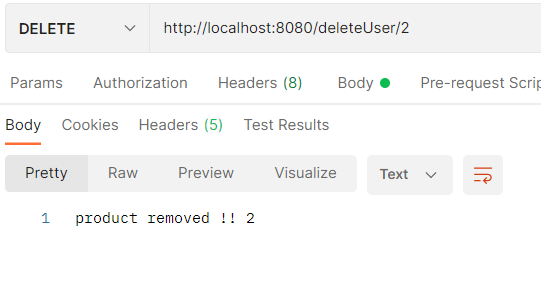 DELETE http://localhost:8080/deleteUser/2
Params Authorization Headers (8) Body Pre-request Scrip
Body Cookies Headers (5) Test Results
Pretty Raw Preview Visualize Text
1 product removed !! 2